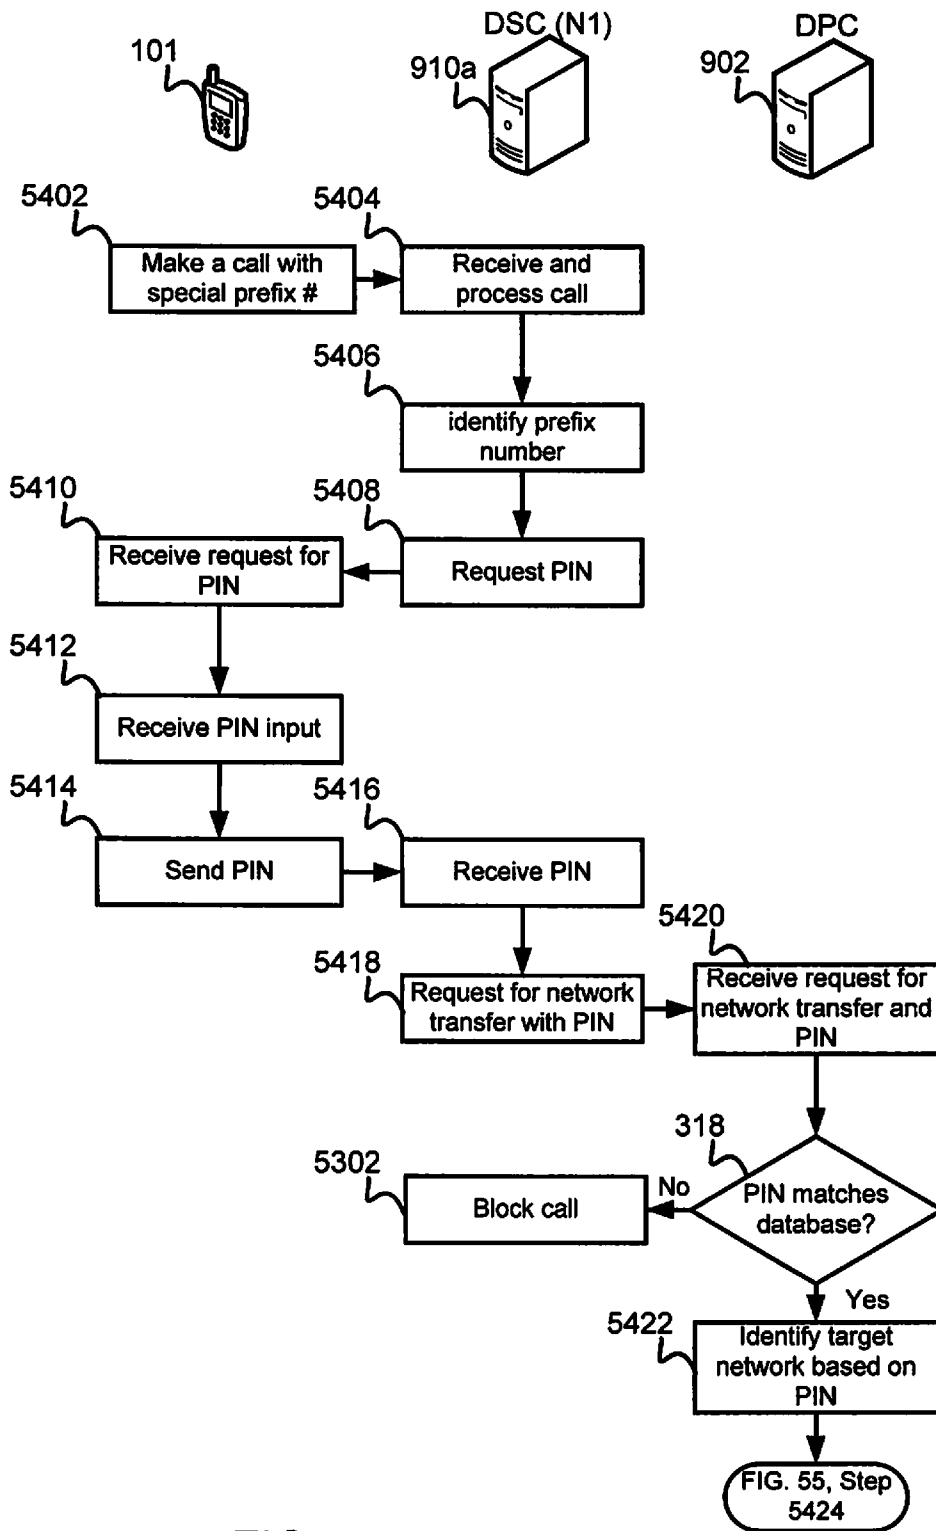 DSC (N1)
DPC
101
910a
902
5402
5404
Make a call with
special prefix #
Receive and
process call
5406
identify prefix
number
5410
5408
Receive request for
PIN
Request PIN
5412
Receive PIN input
5414
5416
Send PIN
Receive PIN
5420
5418
Request for network
transfer with PIN
Receive request for
network transfer and
PIN
318
5302
No
Block call
PIN matches
database?
Yes
5422
Identify target
network based on
PIN
FIG. 55, Step
5424